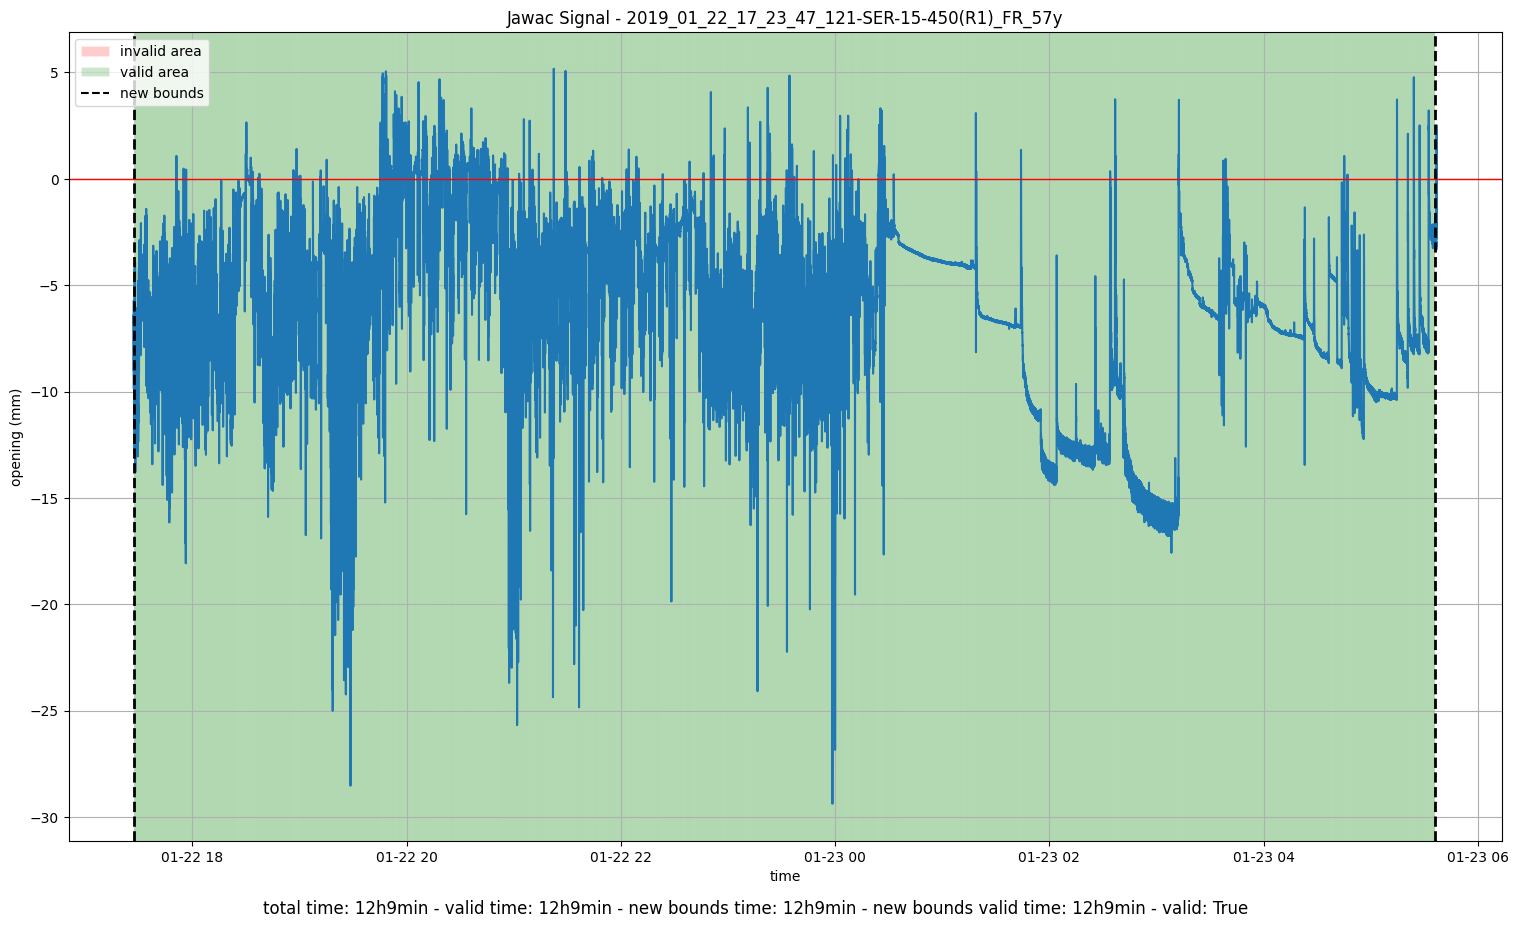 Jawac Signal - 2019_01_22_17_23_47_121-SER-15-450(R1)_FR_57y
invalid area
valid area
new bounds
5
0
−5
−10
−15
−20
−25
−30
opening (mm)
01-22 18
01-22 20
01-22 22
01-23 00
01-23 02
01-23 04
01-23 06
time
total time: 12h9min - valid time: 12h9min - new bounds time: 12h9min - new bounds valid time: 12h9min - valid: True